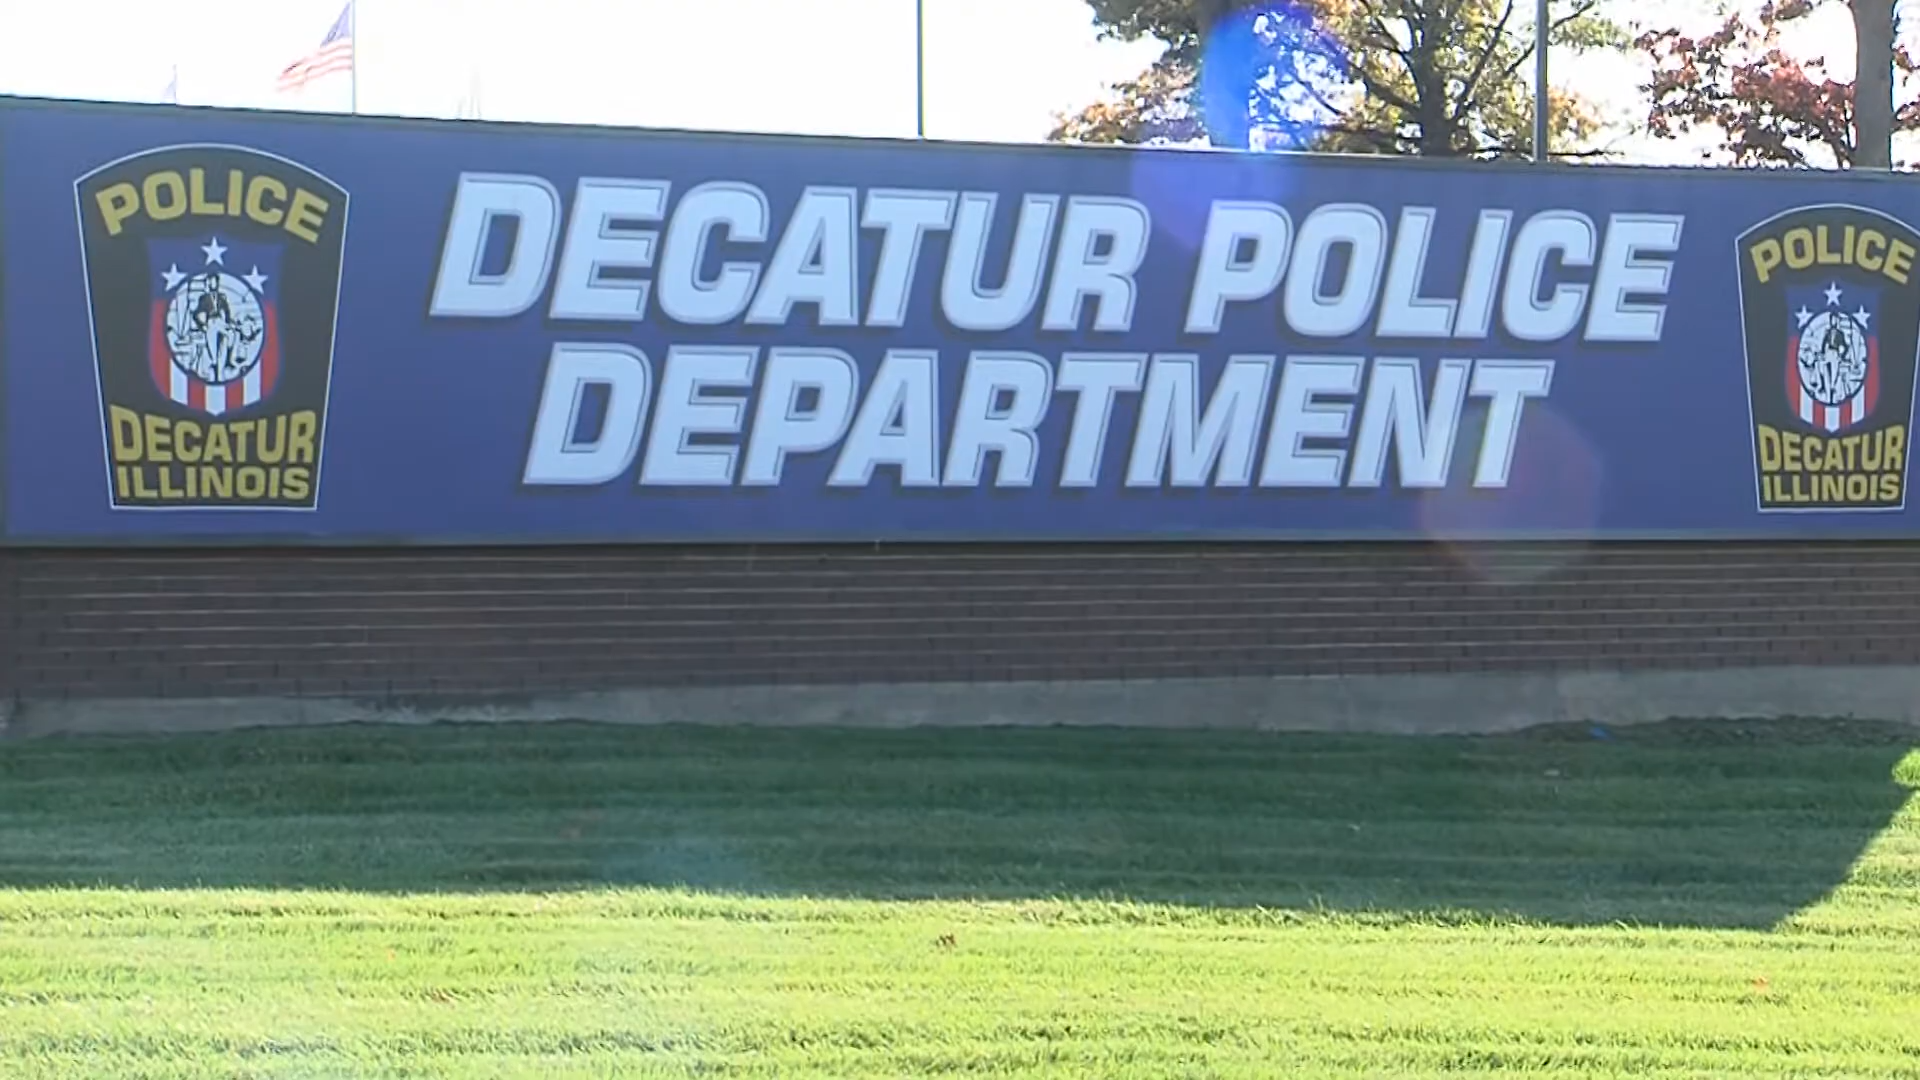 POLICE
DECATUR
ILLINOIS
DECATUR POLICE
DEPARTMENT
POLICE
DECATUR
ILLINOIS